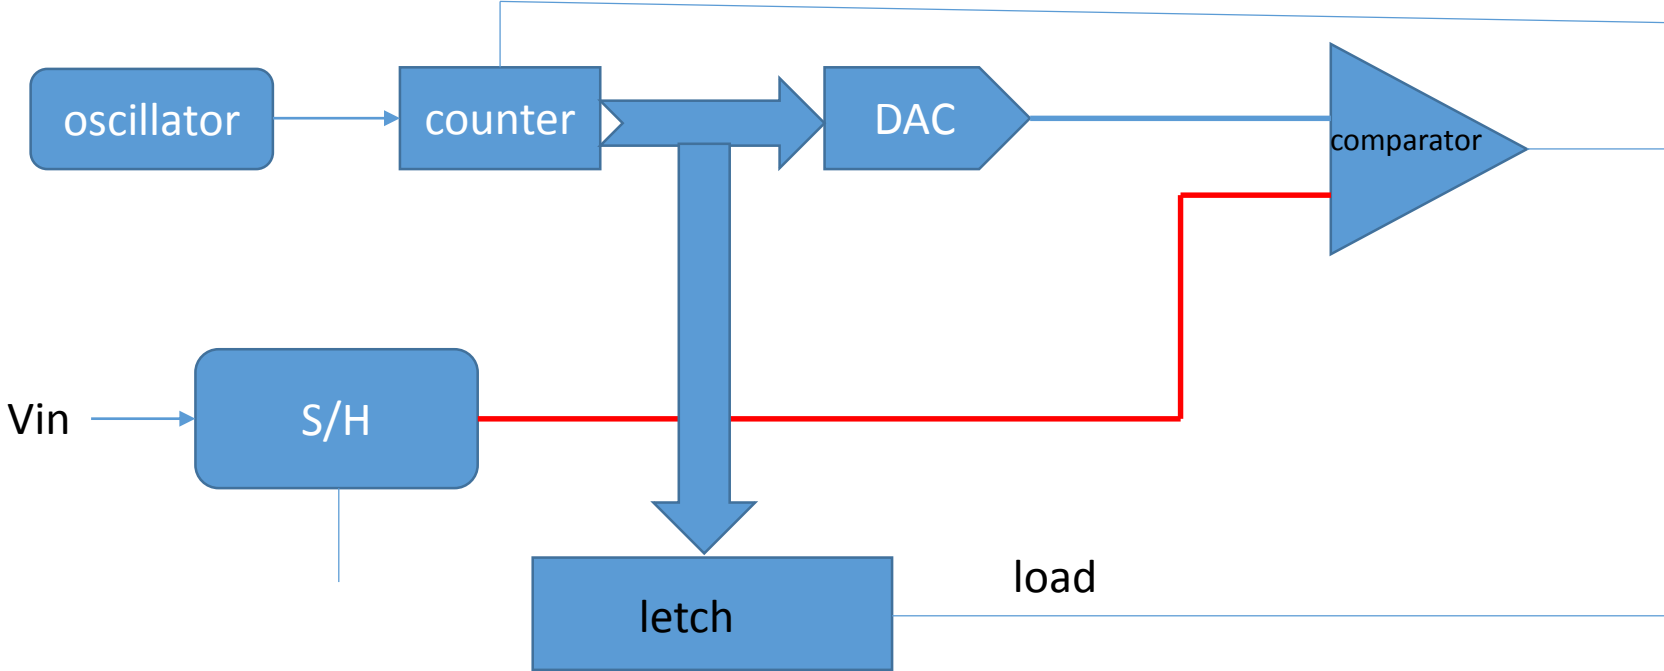 oscillator
counter
DAC
comparator
Vin
S/H
load
letch